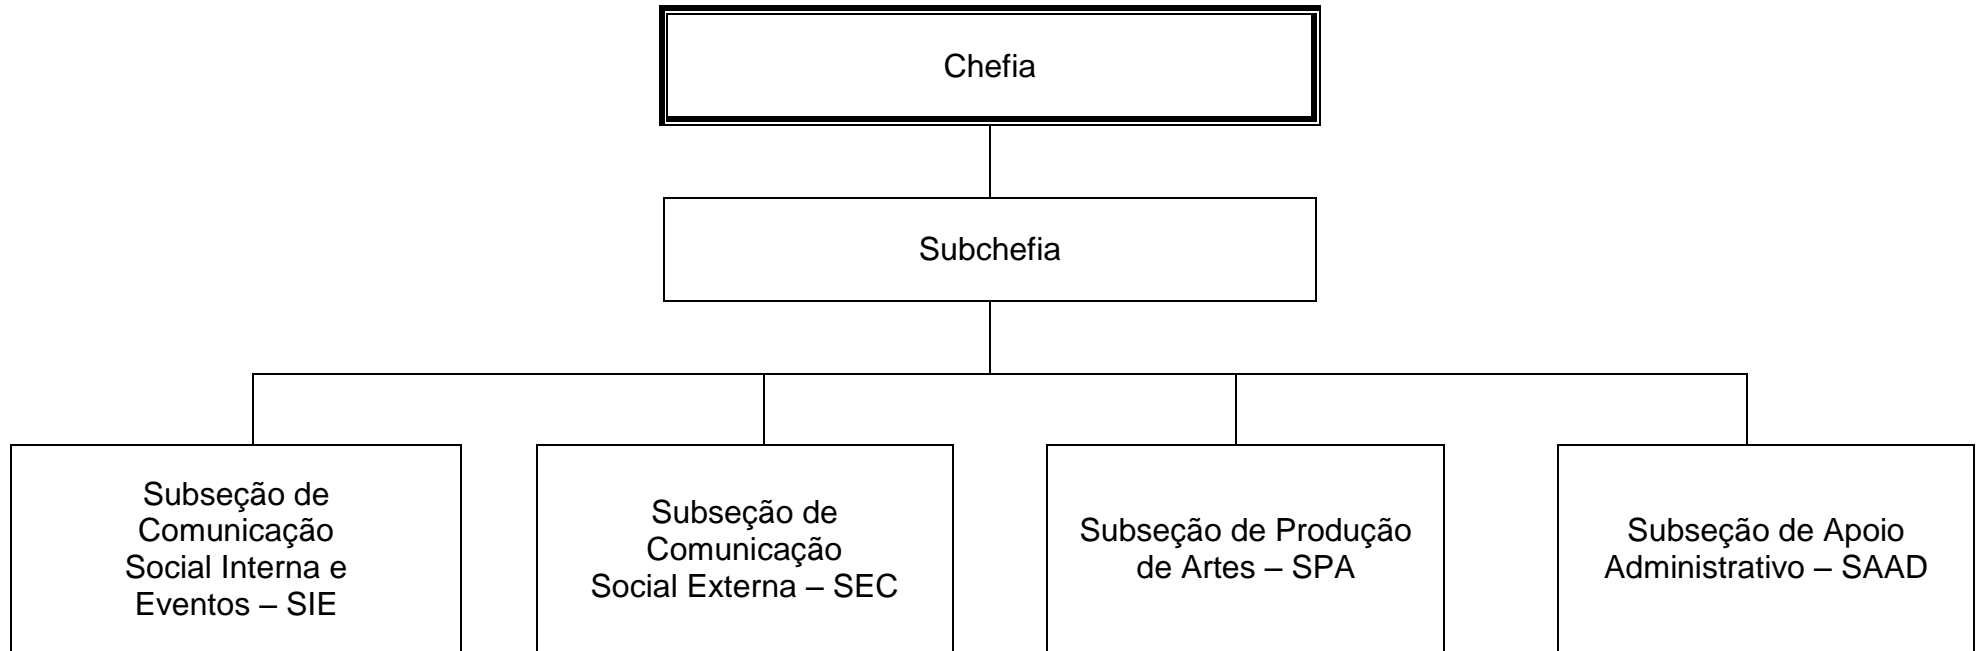 Chefia
Subchefia
Subseção de
Comunicação
Social Interna e
Eventos – SIE
Subseção de
Comunicação
Social Externa – SEC
Subseção de Produção
de Artes – SPA
Subseção de Apoio
Administrativo – SAAD